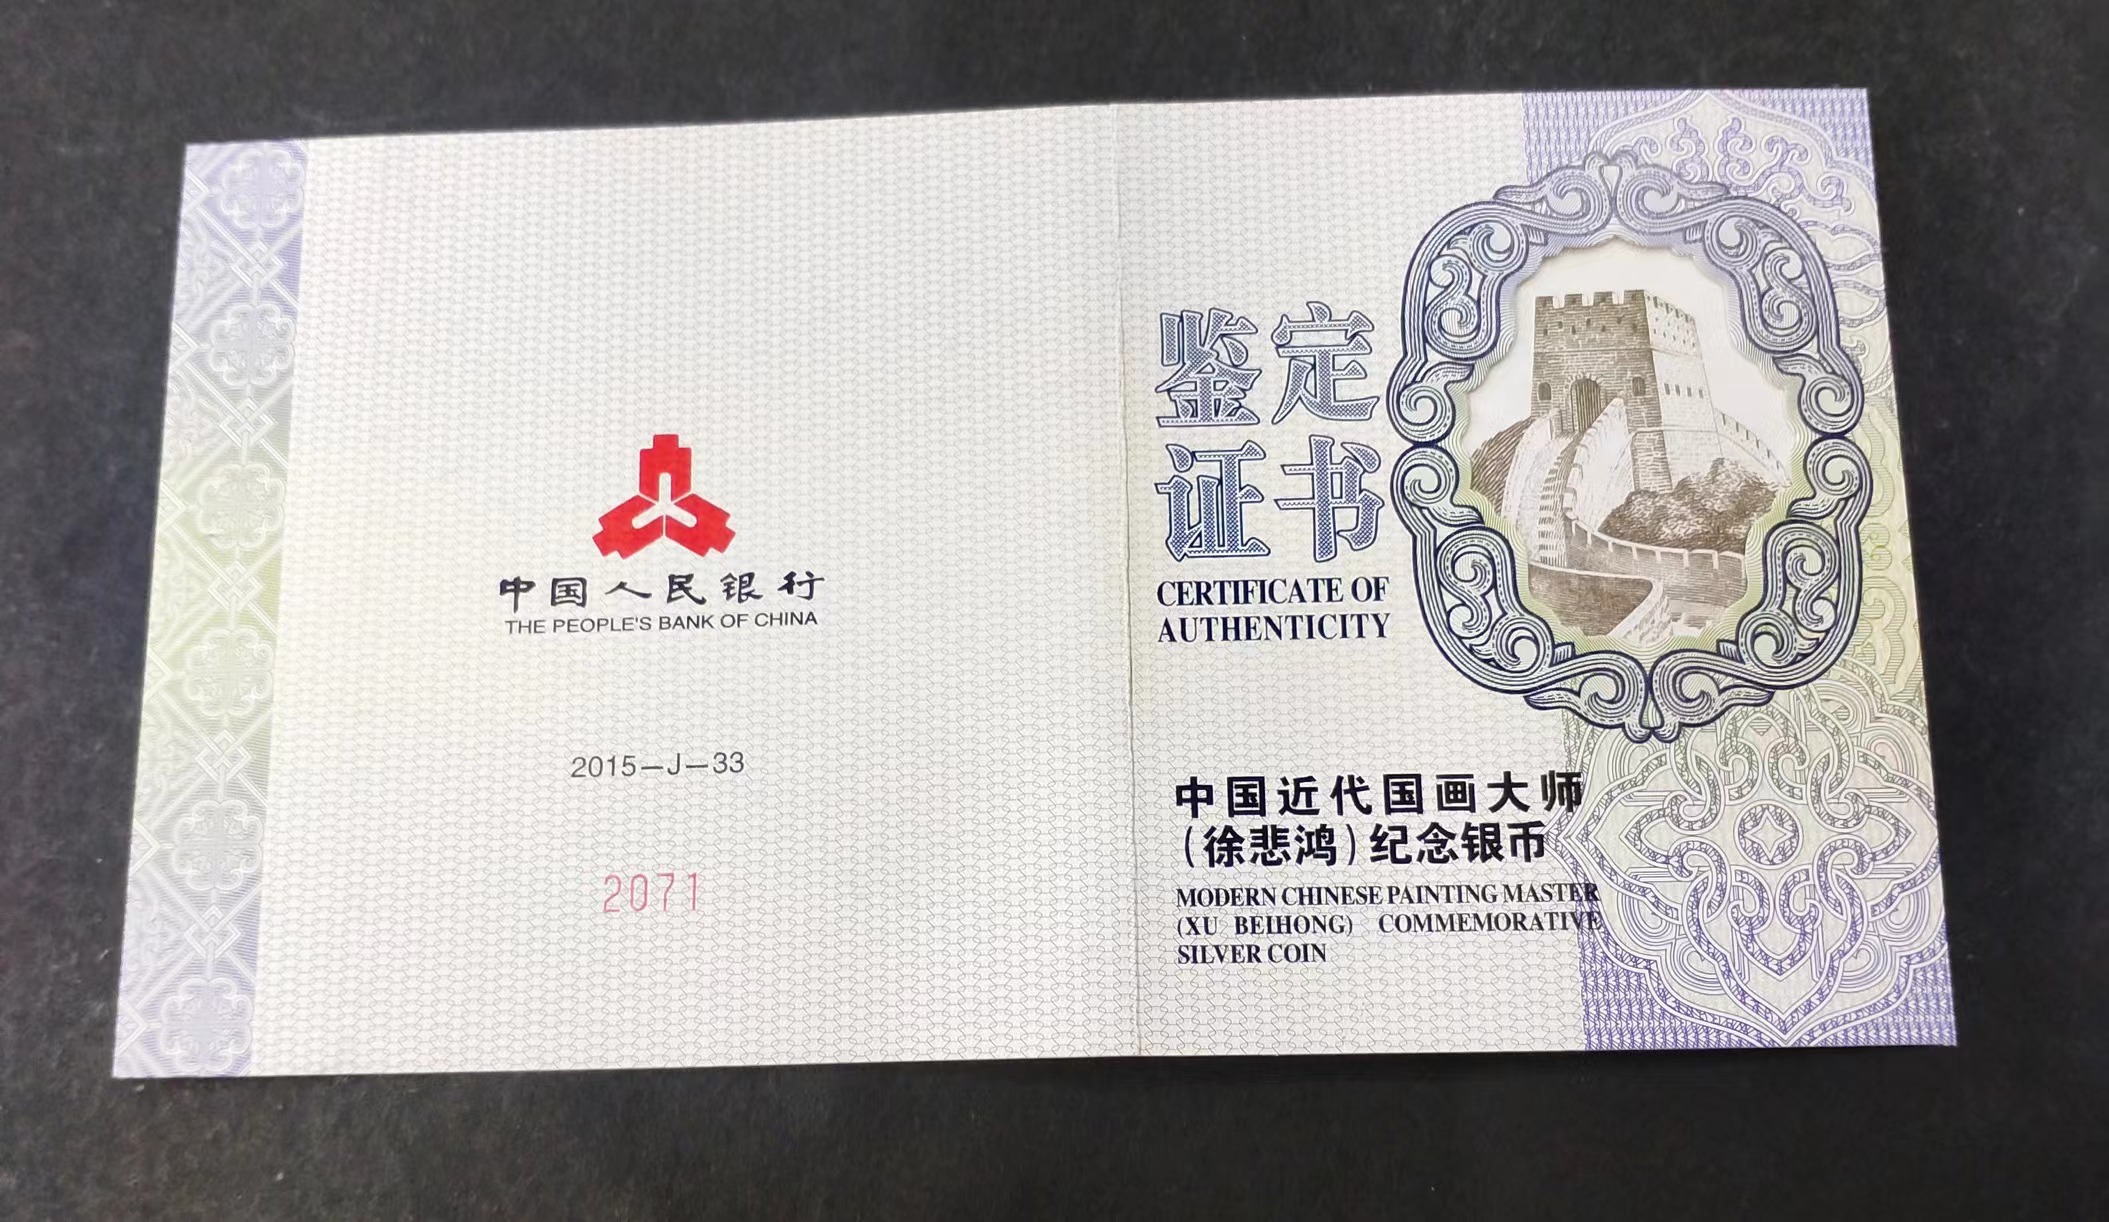 中国人民银行
THE PEOPLE'S BANK OF CHINA
2015—J—33
2071
鉴定
证书
CERTIFICATE OF
AUTHENTICITY
中国近代国画大师
(徐悲鸿)纪念银币
MODERN CHINESE PAINTING MASTER
(XU BEIHONG) COMMEMORATIVE
SILVER COIN